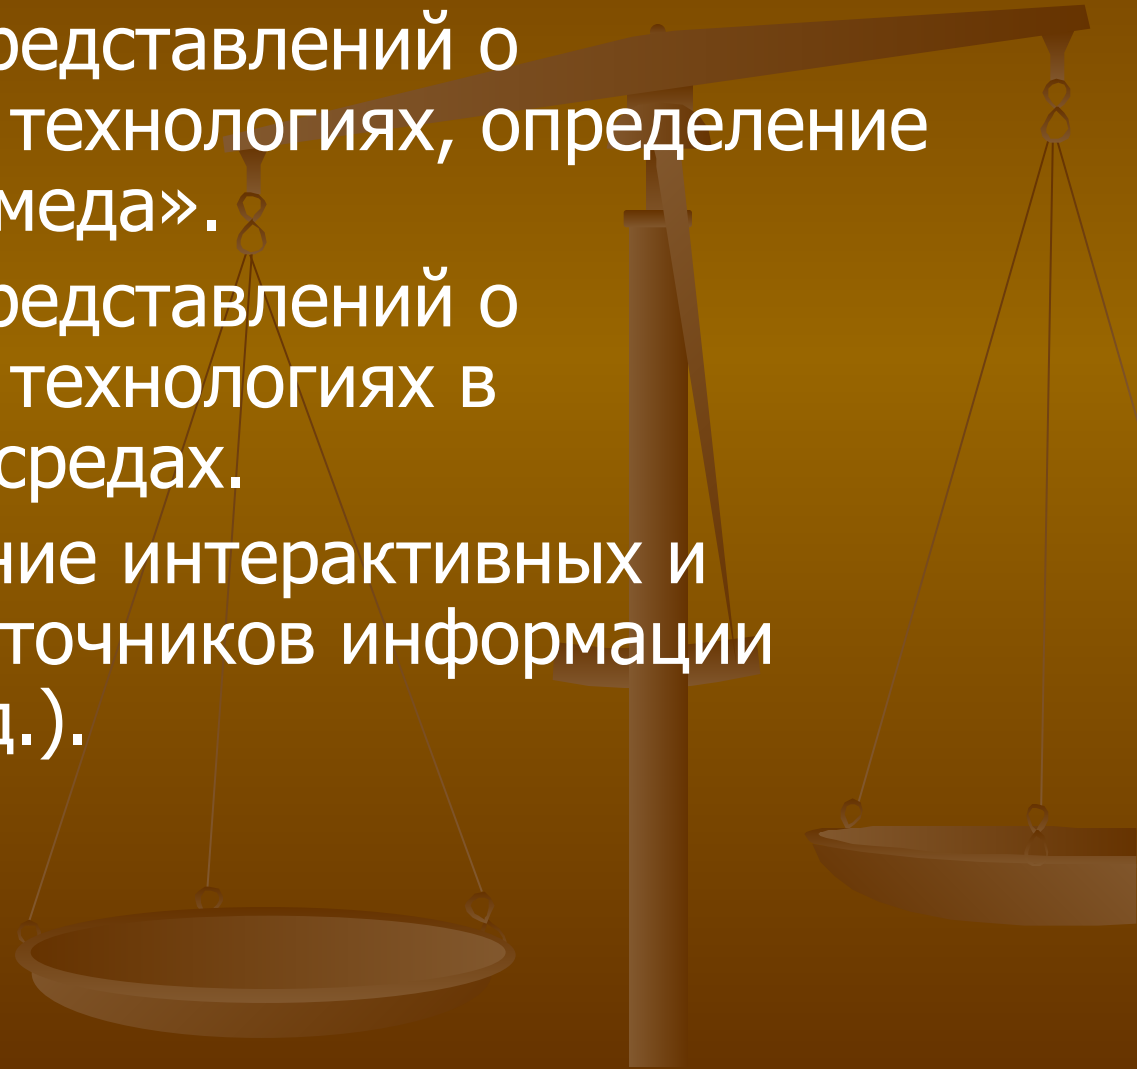 редставлений о
технологиях, определение
меда».
редставлений о
технологиях в
средах.
ние интерактивных и
точников информации
д.).